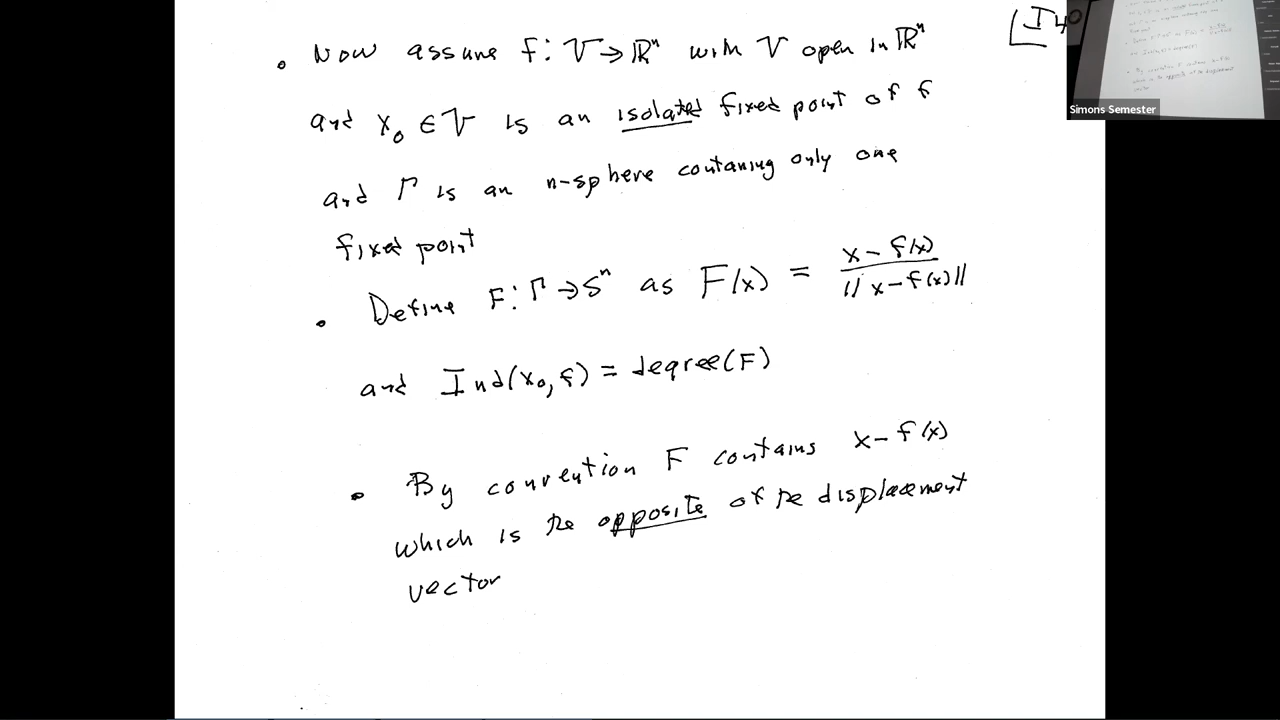 • Now assume f: V → ℝⁿ with V open in ℝⁿ
and x₀ ∈ V is an isolated fixed point of f
and Γ is an n-sphere contaning only one
fixed point
• Define F: Γ → Sⁿ as F(x) = x - f(x) / ||x - f(x)||
and Ind(x₀, f) = degree(F)
• By convention F contains x - f(x)
which is the opposite of the displacement
vector
Simons Semester